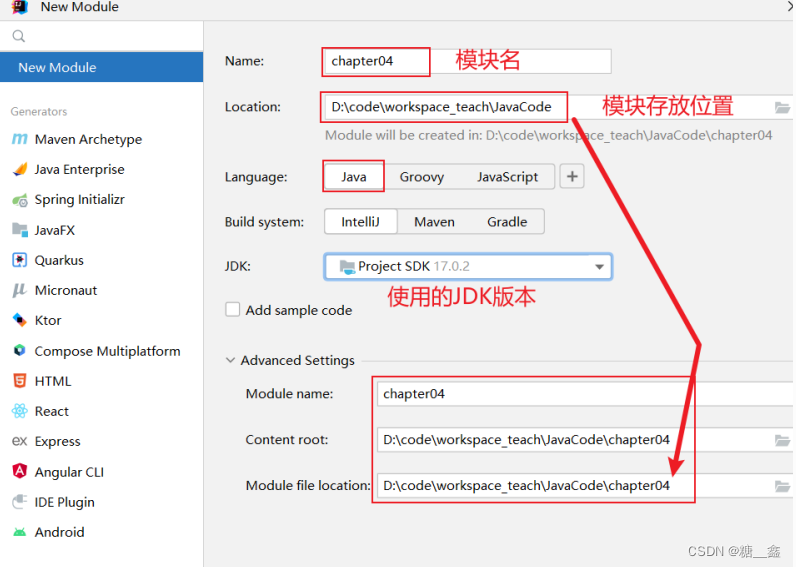 New Module
New Module
Generators
Maven Archetype
Java Enterprise
Spring Initializr
JavaFX
Quarkus
Micronaut
Ktor
Compose Multiplatform
HTML
React
Express
Angular CLI
IDE Plugin
Android
Name: chapter04 模块名
Location: D:\code\workspace_teach\JavaCode 模块存放位置
Module will be created in: D:\code\workspace_teach\JavaCode\chapter04
Language: Java Groovy JavaScript +
Build system: IntelliJ Maven Gradle
JDK: Project SDK 17.0.2
使用的JDK版本
Add sample code
Advanced Settings
Module name: chapter04
Content root: D:\code\workspace_teach\JavaCode\chapter04
Module file location: D:\code\workspace_teach\JavaCode\chapter04
CSDN @糖__鑫